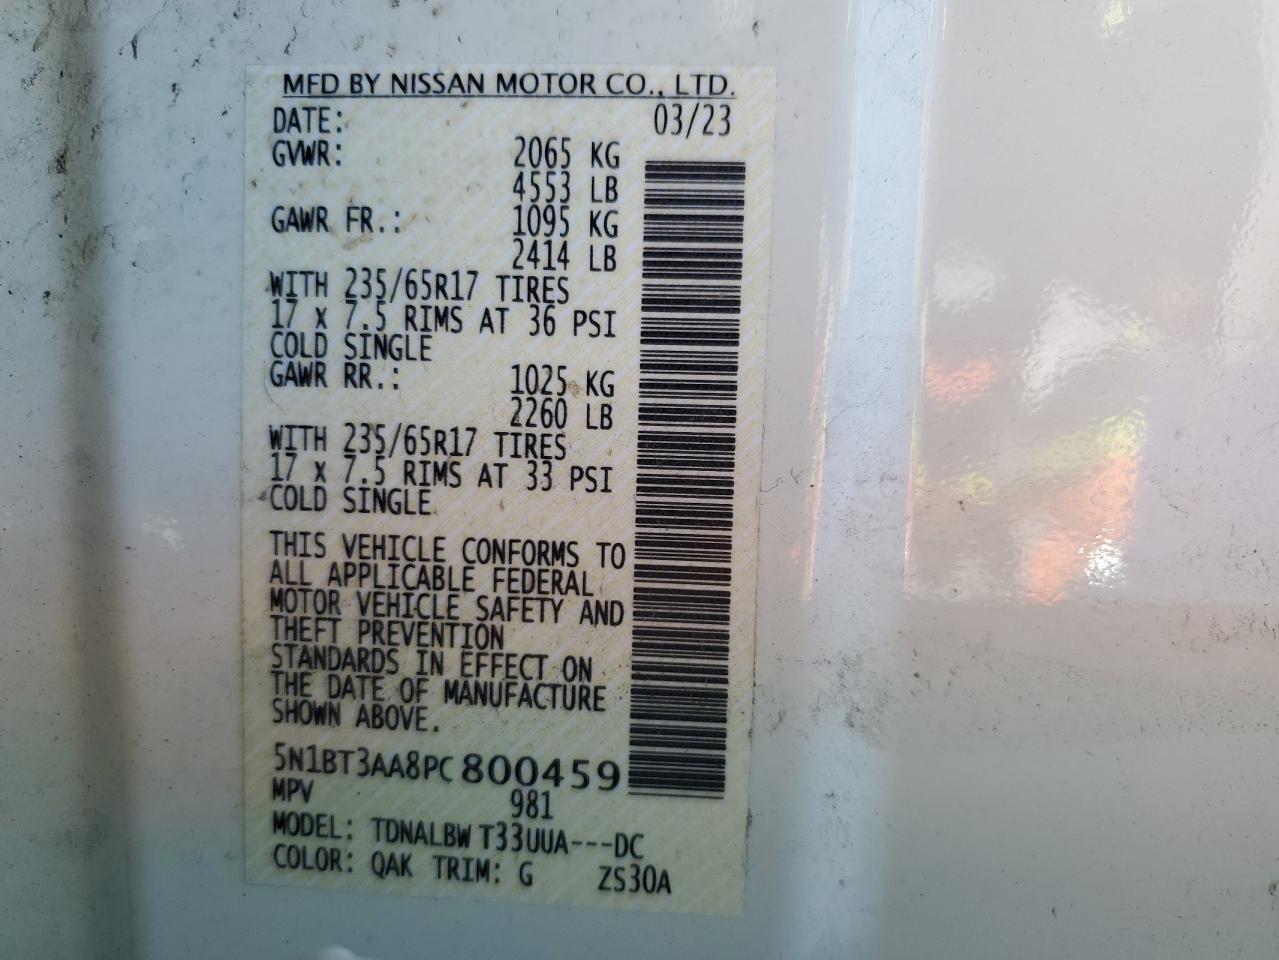 MFD BY NISSAN MOTOR CO., LTD.
DATE: 03/23
GVWR: 2065 KG
4553 LB
GAWR FR.: 1095 KG
2414 LB
WITH 235/65R17 TIRES
17 X 7.5 RIMS AT 36 PSI
COLD SINGLE
GAWR RR.: 1025 KG
2260 LB
WITH 235/65R17 TIRES
17 X 7.5 RIMS AT 33 PSI
COLD SINGLE
THIS VEHICLE CONFORMS TO
ALL APPLICABLE FEDERAL
MOTOR VEHICLE SAFETY AND
THEFT PREVENTION
STANDARDS IN EFFECT ON
THE DATE OF MANUFACTURE
SHOWN ABOVE.
5N1BT3AA8PC800459
MPV 981
MODEL: TDNALBW T33UUA---DC
COLOR: QAK TRIM: G ZS30A